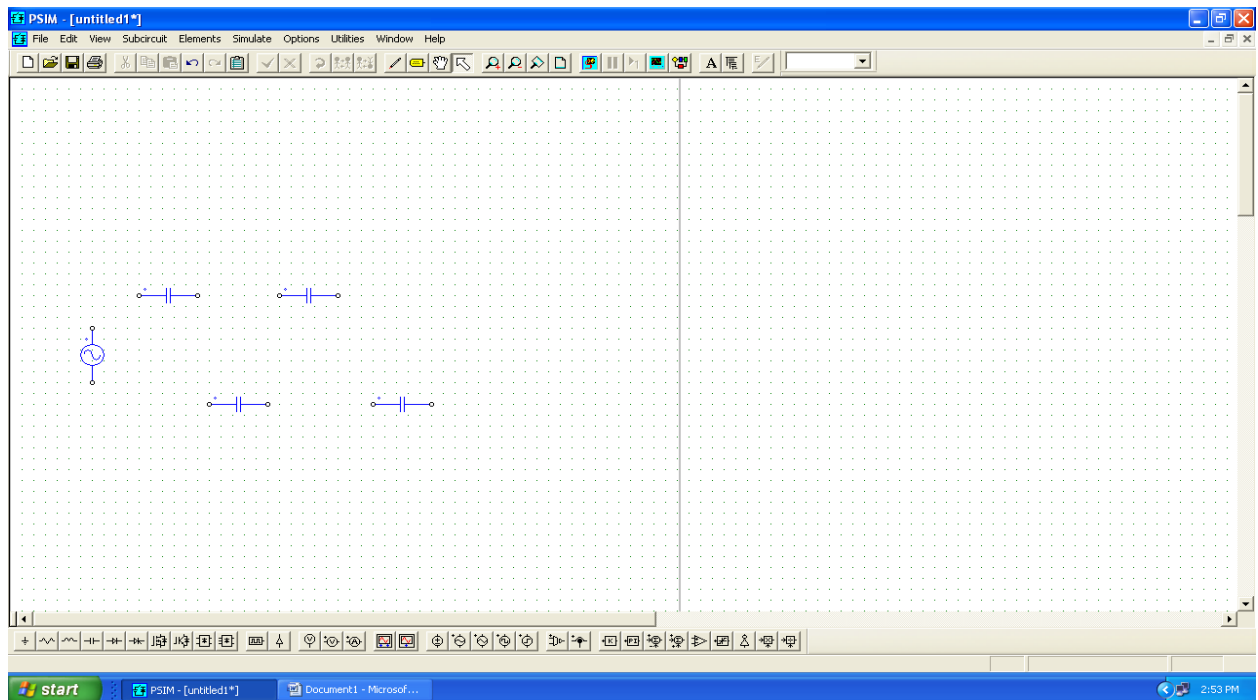 PSIM - [untitled1*]
File Edit View Subcircuit Elements Simulate Options Utilities Window Help
start PSIM - [untitled1*] Document1 - Microsof... 2:53 PM